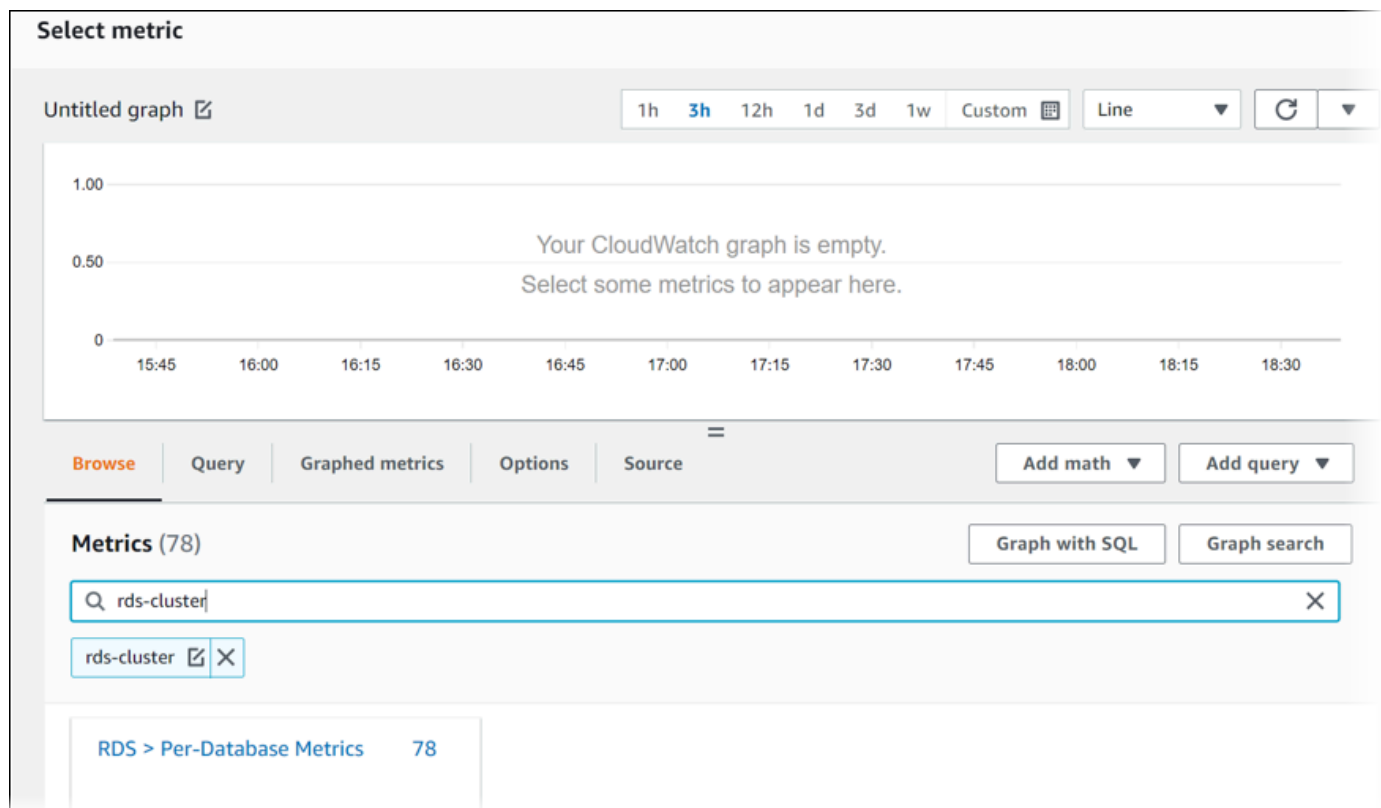 Select metric
Untitled graph
1h 3h 12h 1d 3d 1w Custom Line
1.00
Your CloudWatch graph is empty.
0.50
Select some metrics to appear here.
0
15:45 16:00 16:15 16:30 16:45 17:00 17:15 17:30 17:45 18:00 18:15 18:30
Browse Query Graphed metrics Options Source Add math Add query
Metrics (78) Graph with SQL Graph search
rds-cluster
rds-cluster
RDS > Per-Database Metrics 78